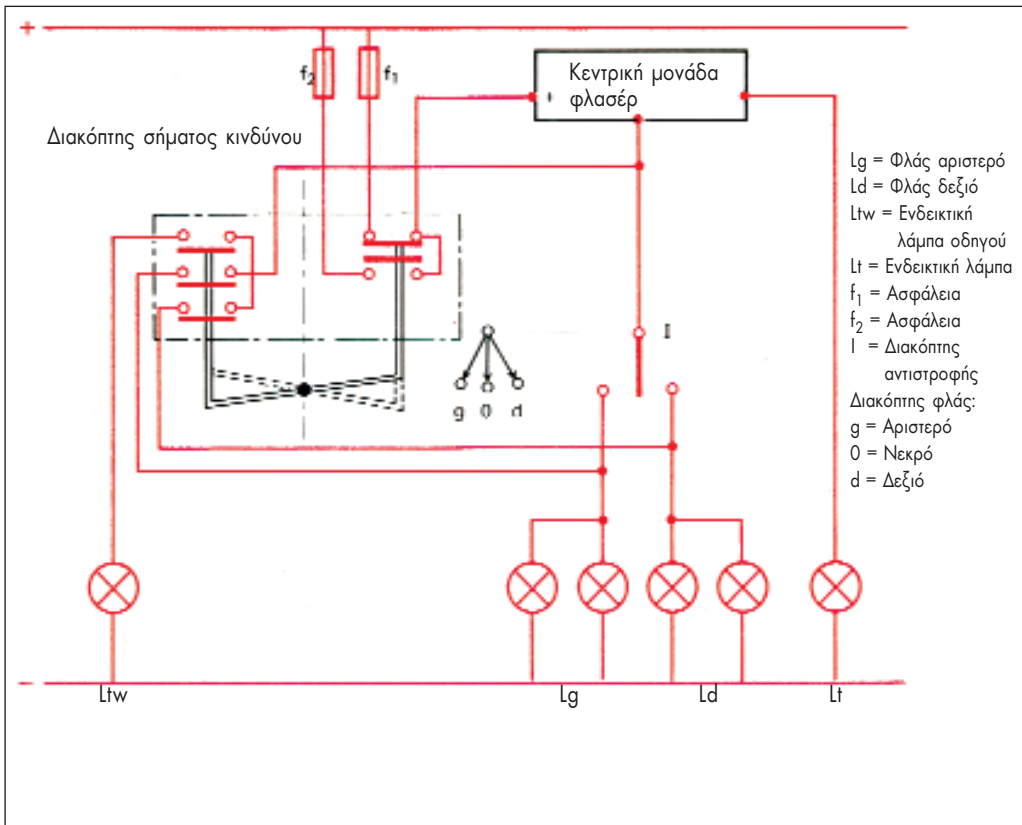 +
f₂
f₁
Κεντρική μονάδα
φλασέρ
+
Διακόπτης σήματος κινδύνου
Lg = Φλάς αριστερό
Ld = Φλάς δεξιό
Ltw = Ενδεικτική
λάμπα οδηγού
Lt = Ενδεικτική λάμπα
f₁ = Ασφάλεια
f₂ = Ασφάλεια
I = Διακόπτης
αντιστροφής
Διακόπτης φλάς:
g = Αριστερό
0 = Νεκρό
d = Δεξιό
I
g 0 d
-
Ltw Lg Ld Lt